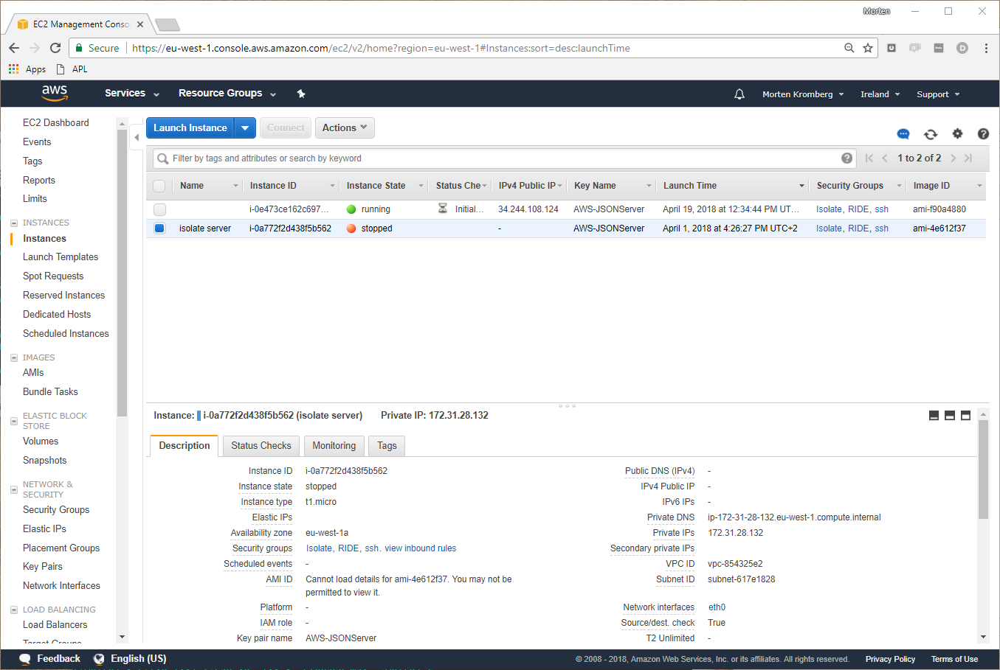 Morten
EC2 Management Conso
Secure https://eu-west-1.console.aws.amazon.com/ec2/v2/home?region=eu-west-1#Instances:sort=desc:launchTime
Apps APL
aws Services Resource Groups Morten Kromberg Ireland Support
EC2 Dashboard
Events
Tags
Reports
Limits
INSTANCES
Instances
Launch Templates
Spot Requests
Reserved Instances
Dedicated Hosts
Scheduled Instances
IMAGES
AMIs
Bundle Tasks
ELASTIC BLOCK
STORE
Volumes
Snapshots
NETWORK &
SECURITY
Security Groups
Elastic IPs
Placement Groups
Key Pairs
Network Interfaces
LOAD BALANCING
Load Balancers
Target Groups
Launch Instance Connect Actions
Filter by tags and attributes or search by keyword 1 to 2 of 2
Name Instance ID Instance State Status Che IPv4 Public IP Key Name Launch Time Security Groups Image ID
i-0e473ce162c697... running Initial... 34.244.108.124 AWS-JSONServer April 19, 2018 at 12:34:44 PM UT... Isolate, RIDE, ssh ami-f90a4880
isolate server i-0a772f2d438f5b562 stopped - AWS-JSONServer April 1, 2018 at 4:26:27 PM UTC+2 Isolate, RIDE, ssh ami-4e612f37
Instance: i-0a772f2d438f5b562 (isolate server) Private IP: 172.31.28.132
Description Status Checks Monitoring Tags
Instance ID i-0a772f2d438f5b562 Public DNS (IPv4) -
Instance state stopped IPv4 Public IP -
Instance type t1.micro IPv6 IPs -
Elastic IPs Private DNS ip-172-31-28-132.eu-west-1.compute.internal
Availability zone eu-west-1a Private IPs 172.31.28.132
Security groups Isolate, RIDE, ssh. view inbound rules Secondary private IPs
Scheduled events - VPC ID vpc-854325e2
AMI ID Cannot load details for ami-4e612f37. You may not be Subnet ID subnet-617e1828
permitted to view it.
Platform - Network interfaces eth0
IAM role - Source/dest. check True
Key pair name AWS-JSONServer T2 Unlimited -
Feedback English (US) © 2008 - 2018, Amazon Web Services, Inc. or its affiliates. All rights reserved. Privacy Policy Terms of Use